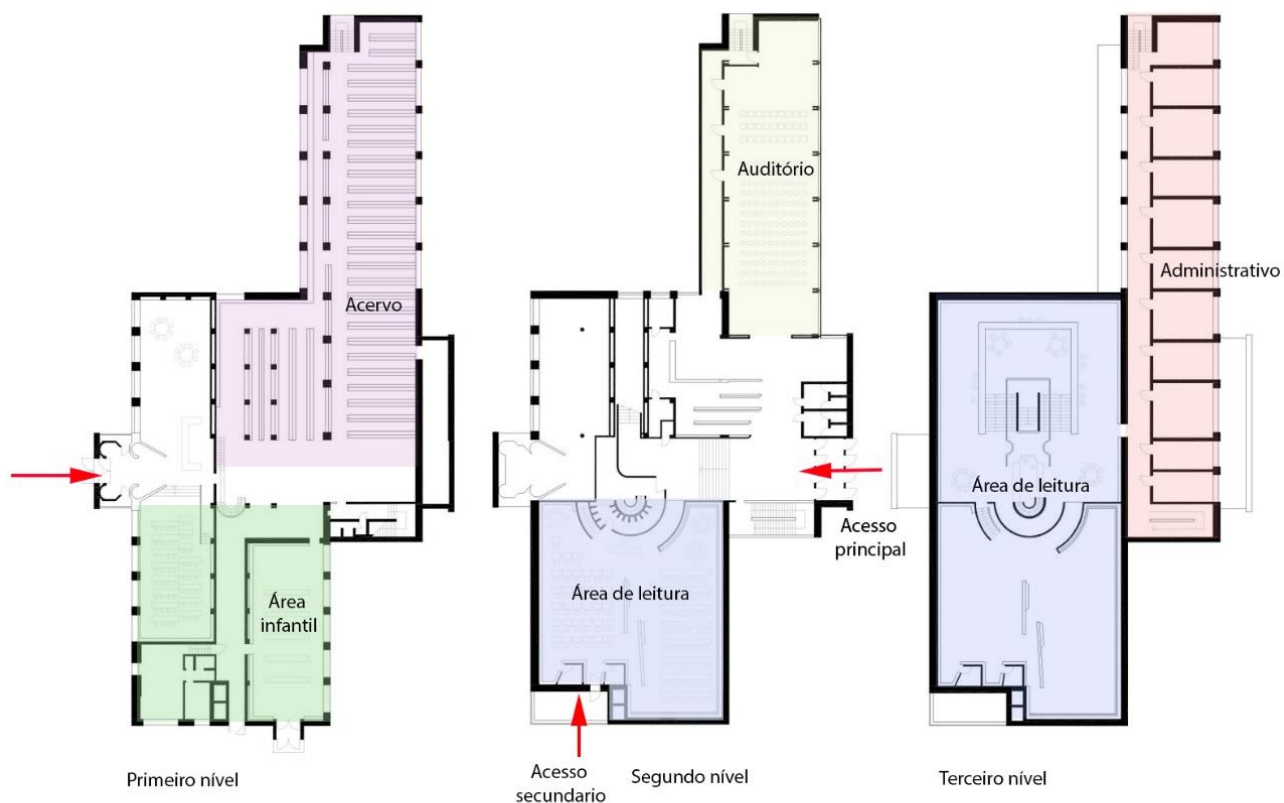 Acervo
Área
infantil
Primeiro nível
Auditório
Área de leitura
Acesso
principal
Acesso
secundario
Segundo nível
Administrativo
Área de leitura
Terceiro nível